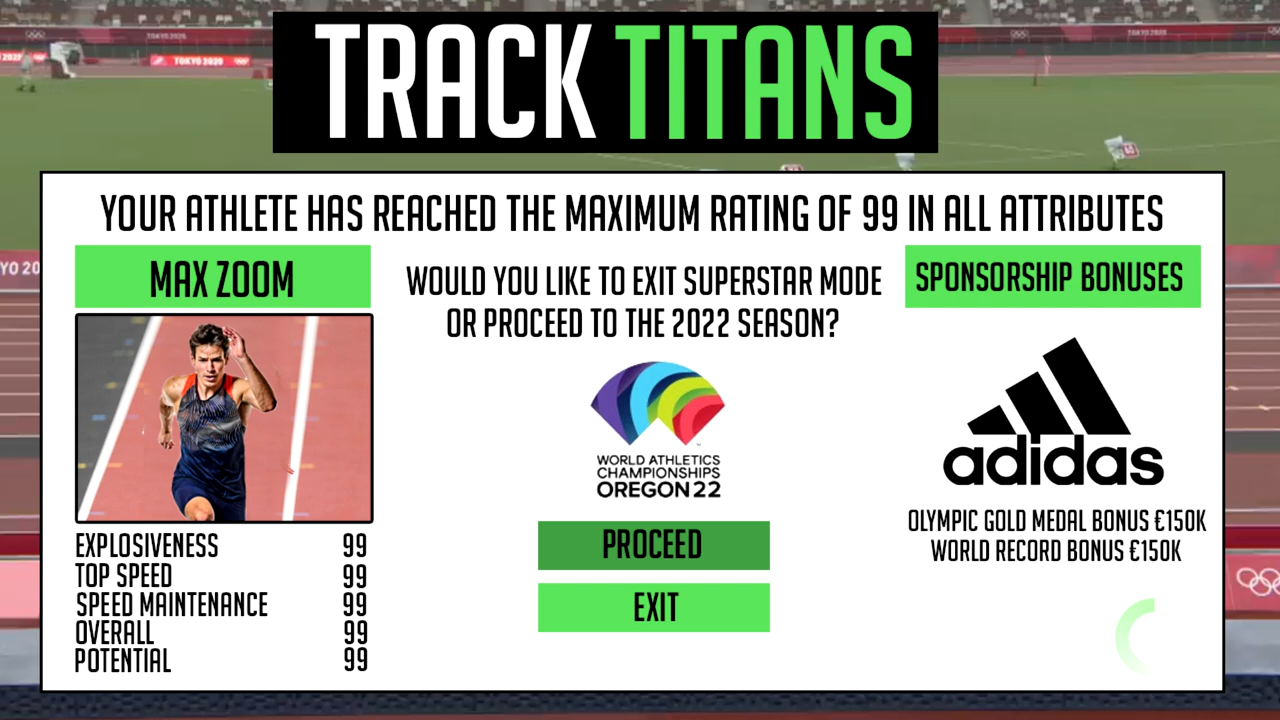 TRACK TITANS
YOUR ATHLETE HAS REACHED THE MAXIMUM RATING OF 99 IN ALL ATTRIBUTES
MAX ZOOM
EXPLOSIVENESS 99
TOP SPEED 99
SPEED MAINTENANCE 99
OVERALL 99
POTENTIAL 99
WOULD YOU LIKE TO EXIT SUPERSTAR MODE
OR PROCEED TO THE 2022 SEASON?
WORLD ATHLETICS
CHAMPIONSHIPS
OREGON 22
PROCEED
EXIT
SPONSORSHIP BONUSES
adidas
OLYMPIC GOLD MEDAL BONUS €150K
WORLD RECORD BONUS €150K
TOKYO 2020
TOKYO 2020
YO 20